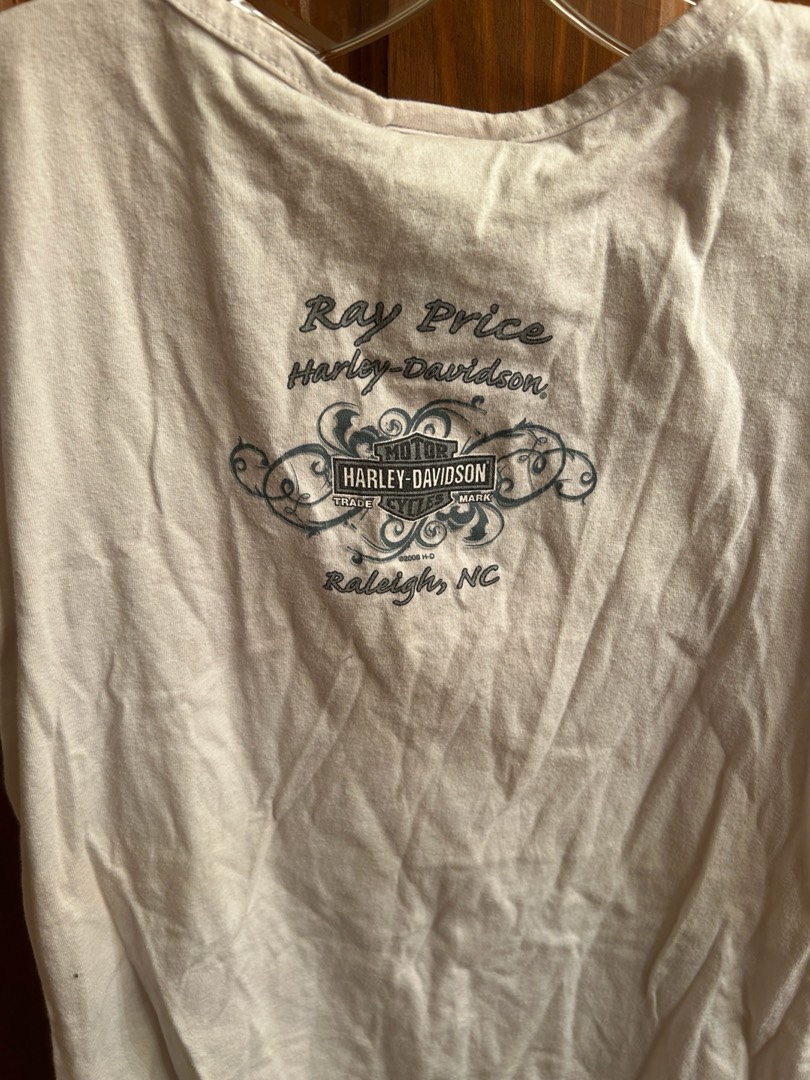 Ray Price
Harley-Davidson®
MOTOR
HARLEY-DAVIDSON
TRADE MARK
CYCLES
©2008 H-D
Raleigh, NC